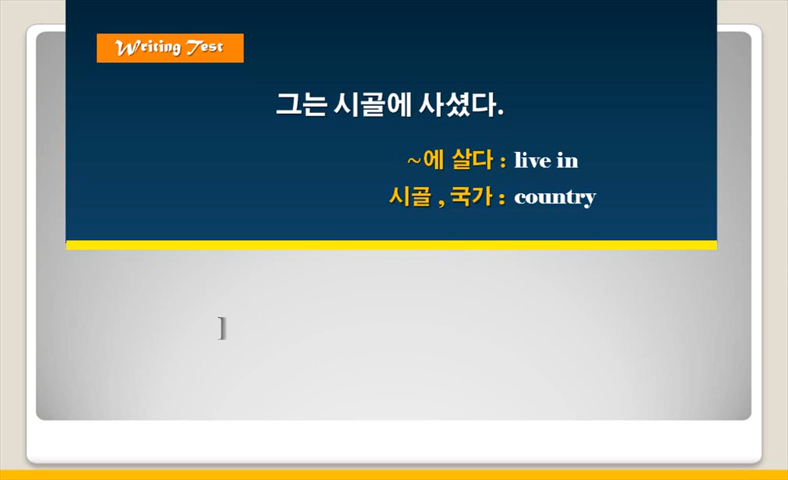 Writing Test
그는 시골에 사셨다.
~에 살다 : live in
시골 , 국가 : country
]